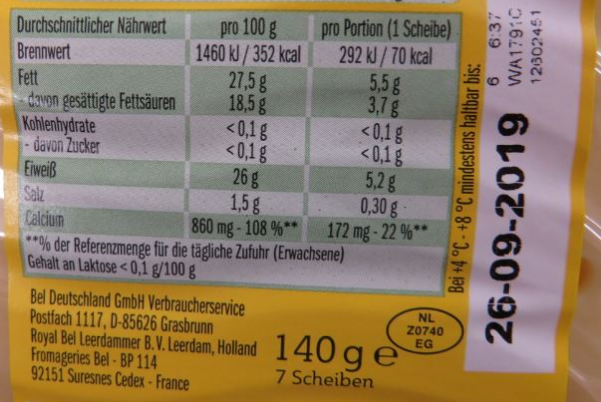 Durchschnittlicher Nährwert pro 100 g pro Portion (1 Scheibe)
Brennwert 1460 kJ / 352 kcal 292 kJ / 70 kcal
Fett 27,5 g 5,5 g
- davon gesättigte Fettsäuren 18,5 g 3,7 g
Kohlenhydrate <0,1 g <0,1 g
- davon Zucker <0,1 g <0,1 g
Eiweiß 26 g 5,2 g
Salz 1,5 g 0,30 g
Calcium 860 mg - 108 %** 172 mg - 22 %**
**% der Referenzmenge für die tägliche Zufuhr (Erwachsene)
Gehalt an Laktose < 0,1 g/100 g
Bel Deutschland GmbH Verbraucherservice
Postfach 1117, D-85626 Grasbrunn
Royal Bel Leerdammer B.V. Leerdam, Holland
Fromageries Bel - BP 114
92151 Suresnes Cedex - France
140 g e
7 Scheiben
NL
Z0740
EG
Bei +4 °C - +8 °C mindestens haltbar bis:
26-09-2019
6 6:37
WA1791C
12602451